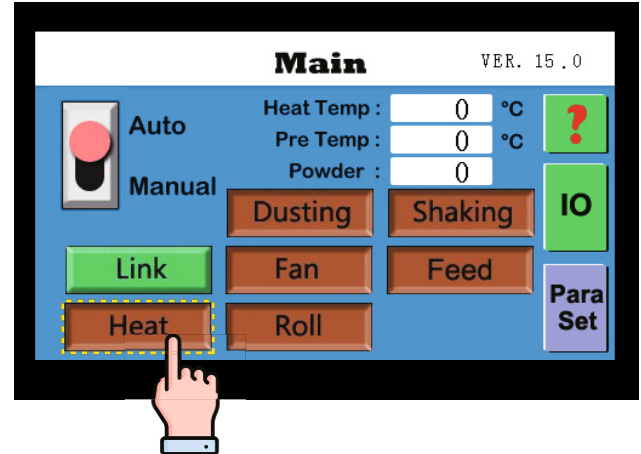 Main
VER. 15.0
Auto
Manual
Heat Temp : 0 °C
Pre Temp : 0 °C
Powder : 0
?
IO
Para
Set
Dusting Shaking
Link Fan Feed
Heat Roll